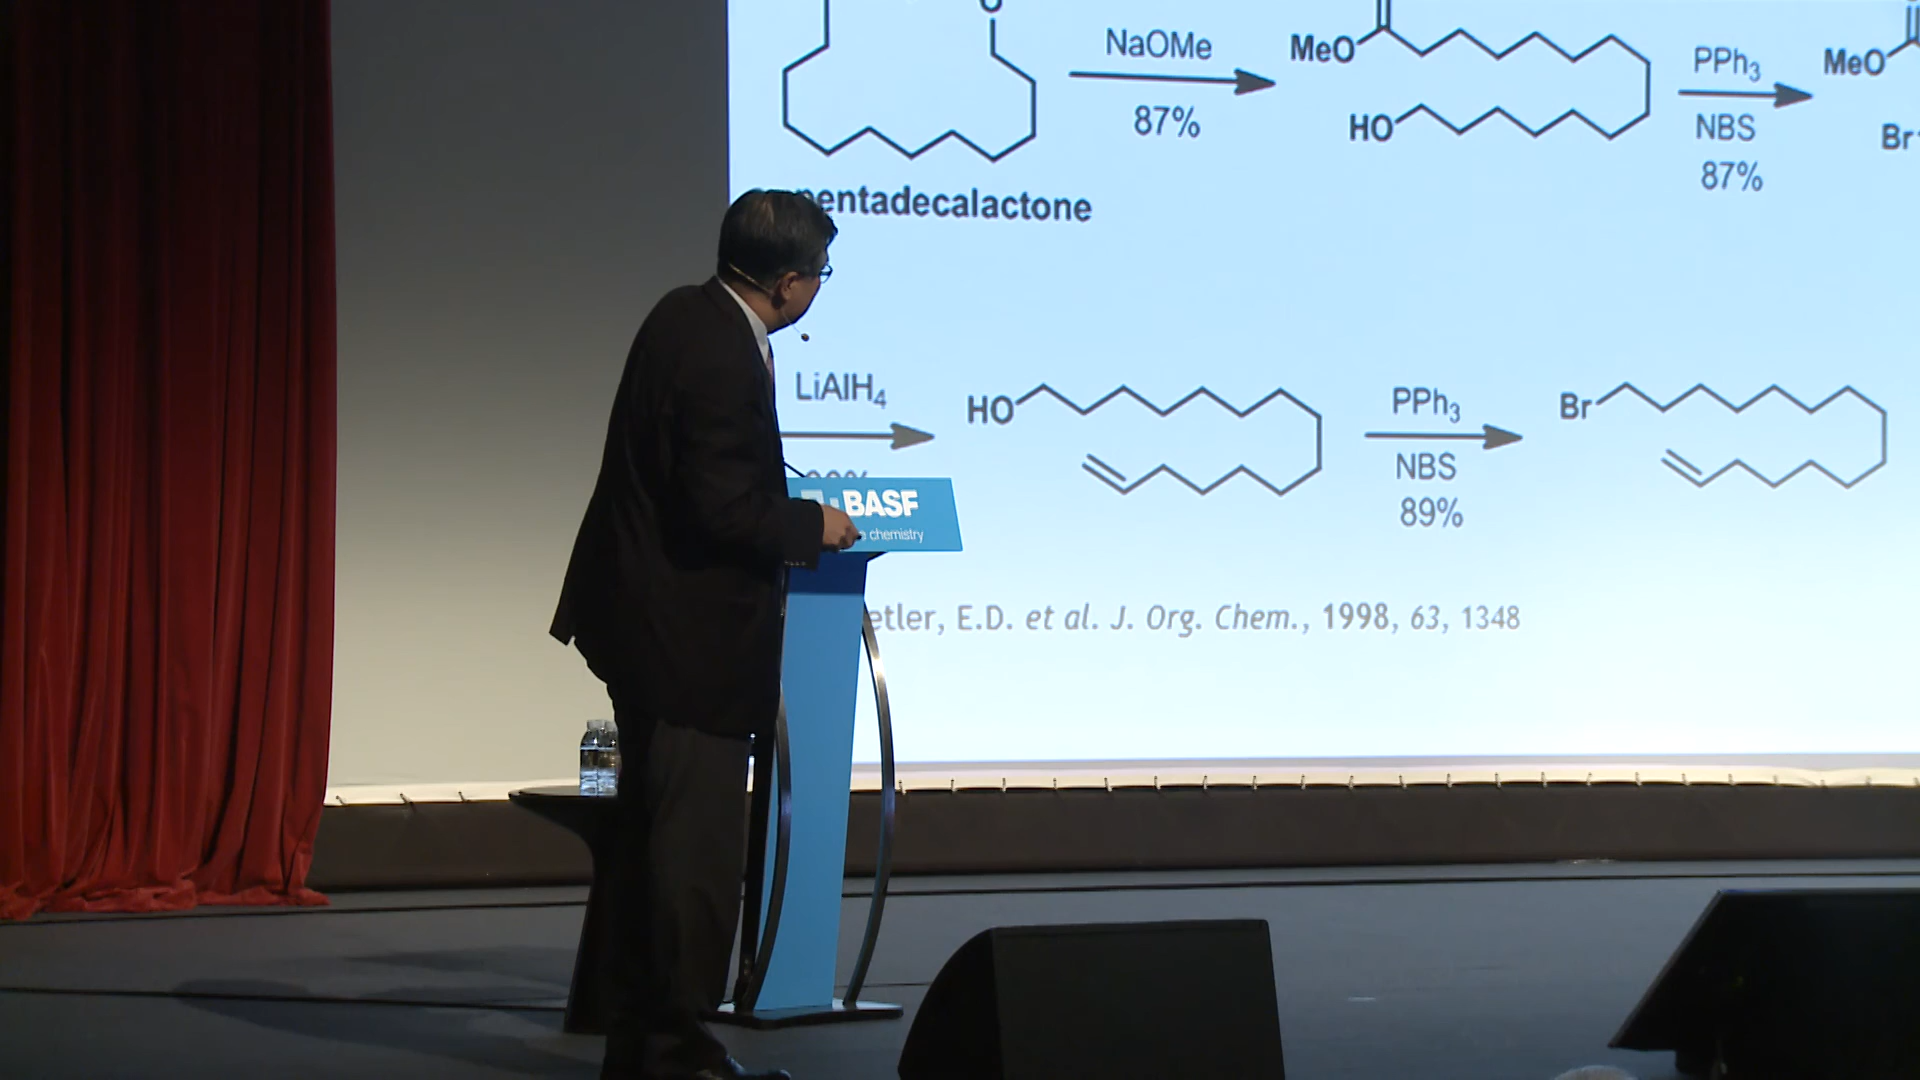 O
NaOMe
87%
MeO
HO
PPh3
NBS
87%
MeO
Br
pentadecalactone
LiAlH4
HO
PPh3
NBS
89%
Br
BASF
chemistry
E.D. et al. J. Org. Chem., 1998, 63, 1348